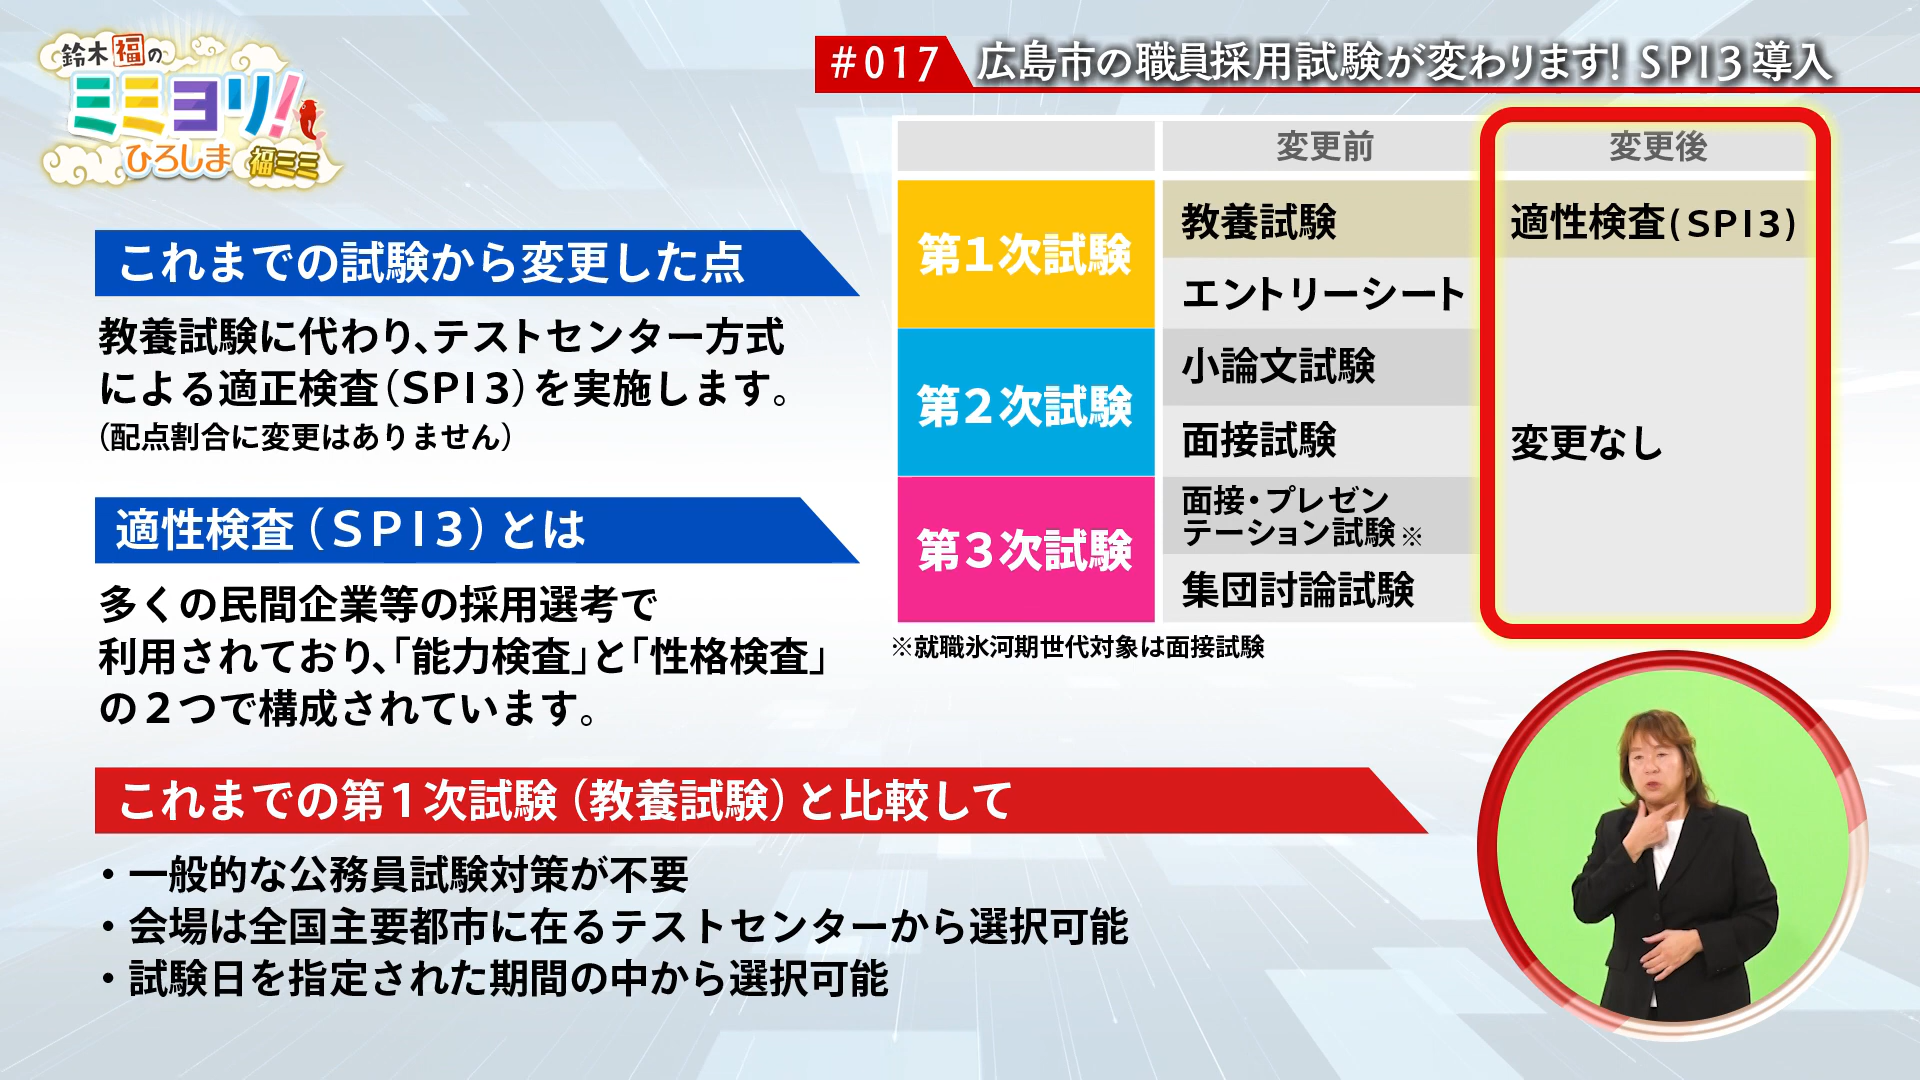 鈴木福の
ミミヨリ!
ひろしま 福ミミ
#017 広島市の職員採用試験が変わります! SPI3導入
これまでの試験から変更した点
教養試験に代わり、テストセンター方式
による適正検査(SPI3)を実施します。
(配点割合に変更はありません)
適性検査(SPI3)とは
多くの民間企業等の採用選考で
利用されており、「能力検査」と「性格検査」
の2つで構成されています。
変更前 変更後
第1次試験
教養試験 適性検査(SPI3)
エントリーシート
第2次試験
小論文試験
面接試験
変更なし
第3次試験
面接・プレゼン
テーション試験※
集団討論試験
※就職氷河期世代対象は面接試験
これまでの第1次試験(教養試験)と比較して
・一般的な公務員試験対策が不要
・会場は全国主要都市に在るテストセンターから選択可能
・試験日を指定された期間の中から選択可能